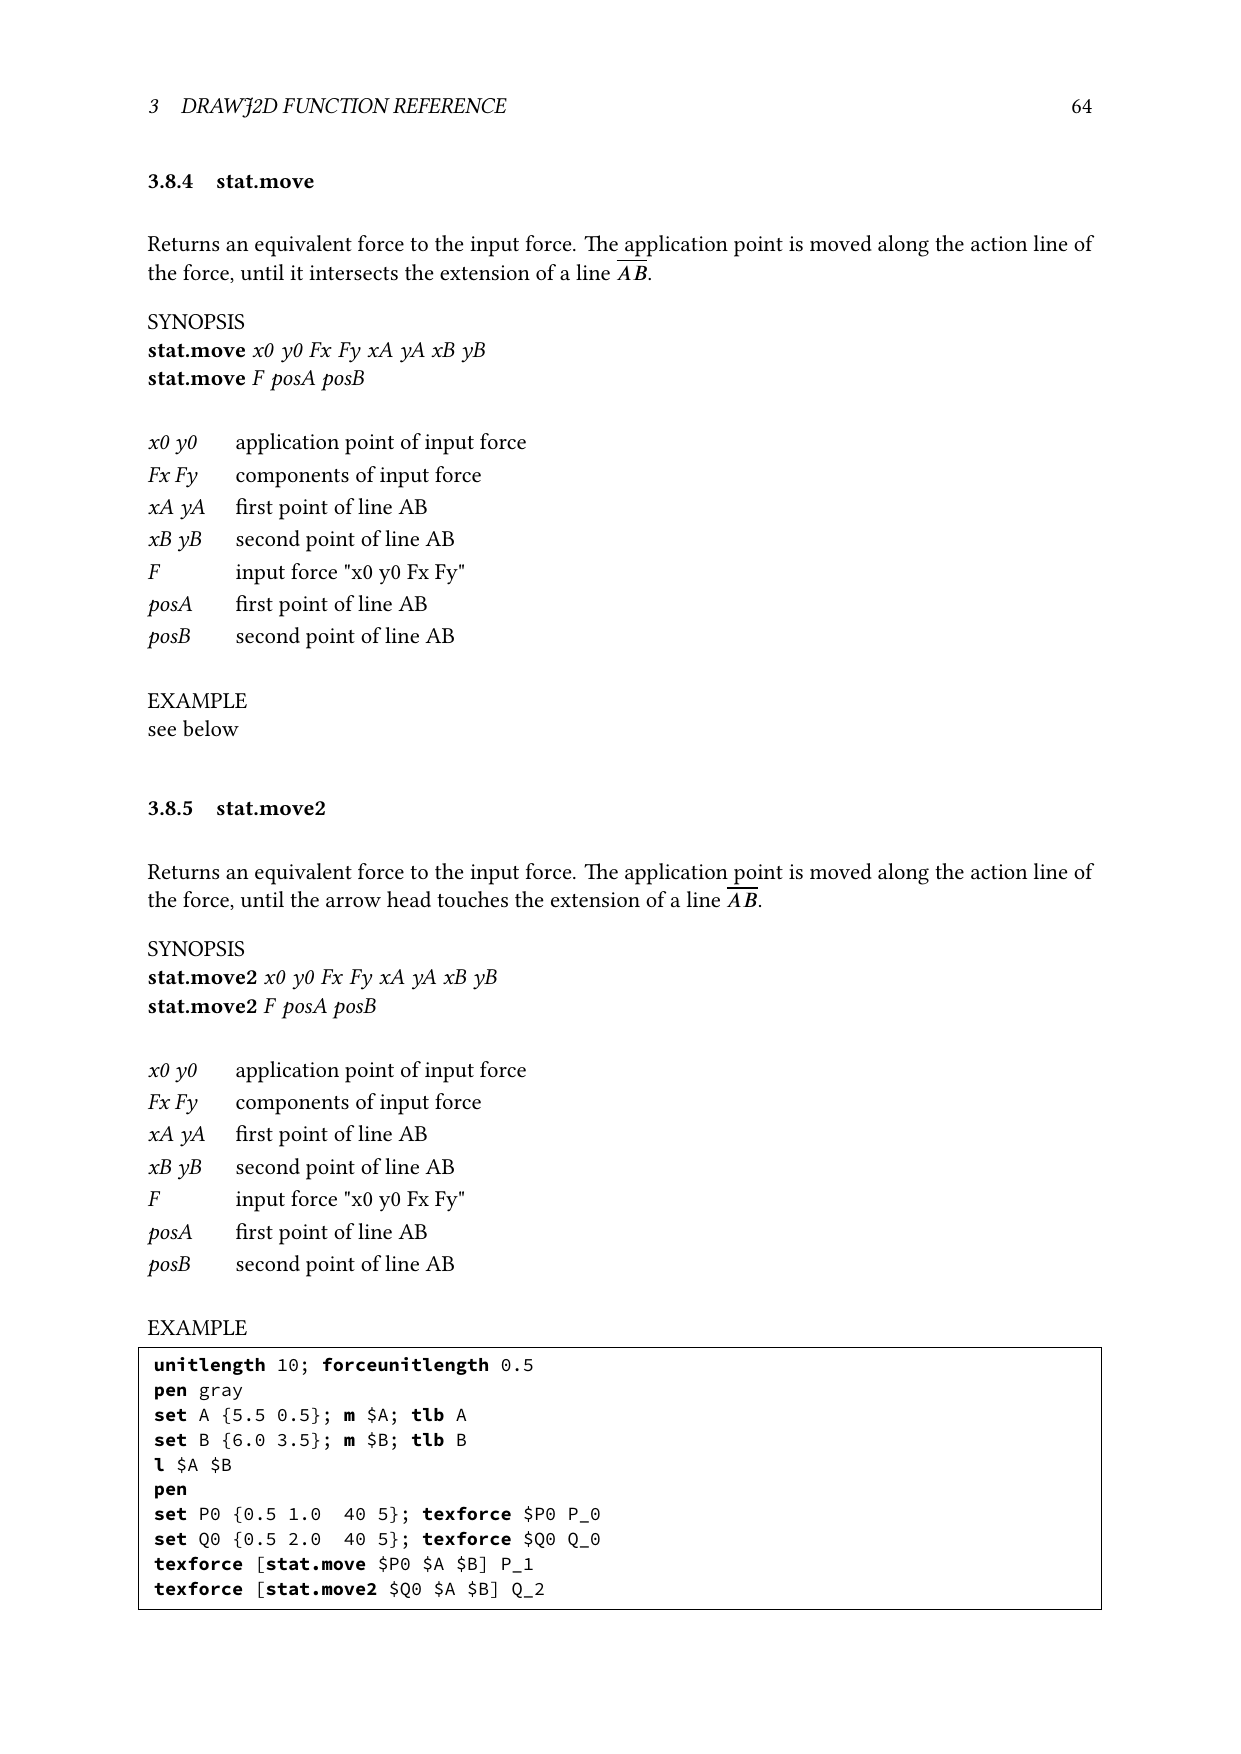 3 DRAWJ2D FUNCTION REFERENCE 64
3.8.4 stat.move
Returns an equivalent force to the input force. The application point is moved along the action line of
the force, until it intersects the extension of a line AB.
SYNOPSIS
stat.move x0 y0 Fx Fy xA yA xB yB
stat.move F posA posB
x0 y0 application point of input force
Fx Fy components of input force
xA yA first point of line AB
xB yB second point of line AB
F input force "x0 y0 Fx Fy"
posA first point of line AB
posB second point of line AB
EXAMPLE
see below
3.8.5 stat.move2
Returns an equivalent force to the input force. The application point is moved along the action line of
the force, until the arrow head touches the extension of a line AB.
SYNOPSIS
stat.move2 x0 y0 Fx Fy xA yA xB yB
stat.move2 F posA posB
x0 y0 application point of input force
Fx Fy components of input force
xA yA first point of line AB
xB yB second point of line AB
F input force "x0 y0 Fx Fy"
posA first point of line AB
posB second point of line AB
EXAMPLE
unitlength 10; forceunitlength 0.5
pen gray
set A {5.5 0.5}; m $A; tlb A
set B {6.0 3.5}; m $B; tlb B
l $A $B
pen
set P0 {0.5 1.0  40 5}; texforce $P0 P_0
set Q0 {0.5 2.0  40 5}; texforce $Q0 Q_0
texforce [stat.move $P0 $A $B] P_1
texforce [stat.move2 $Q0 $A $B] Q_2